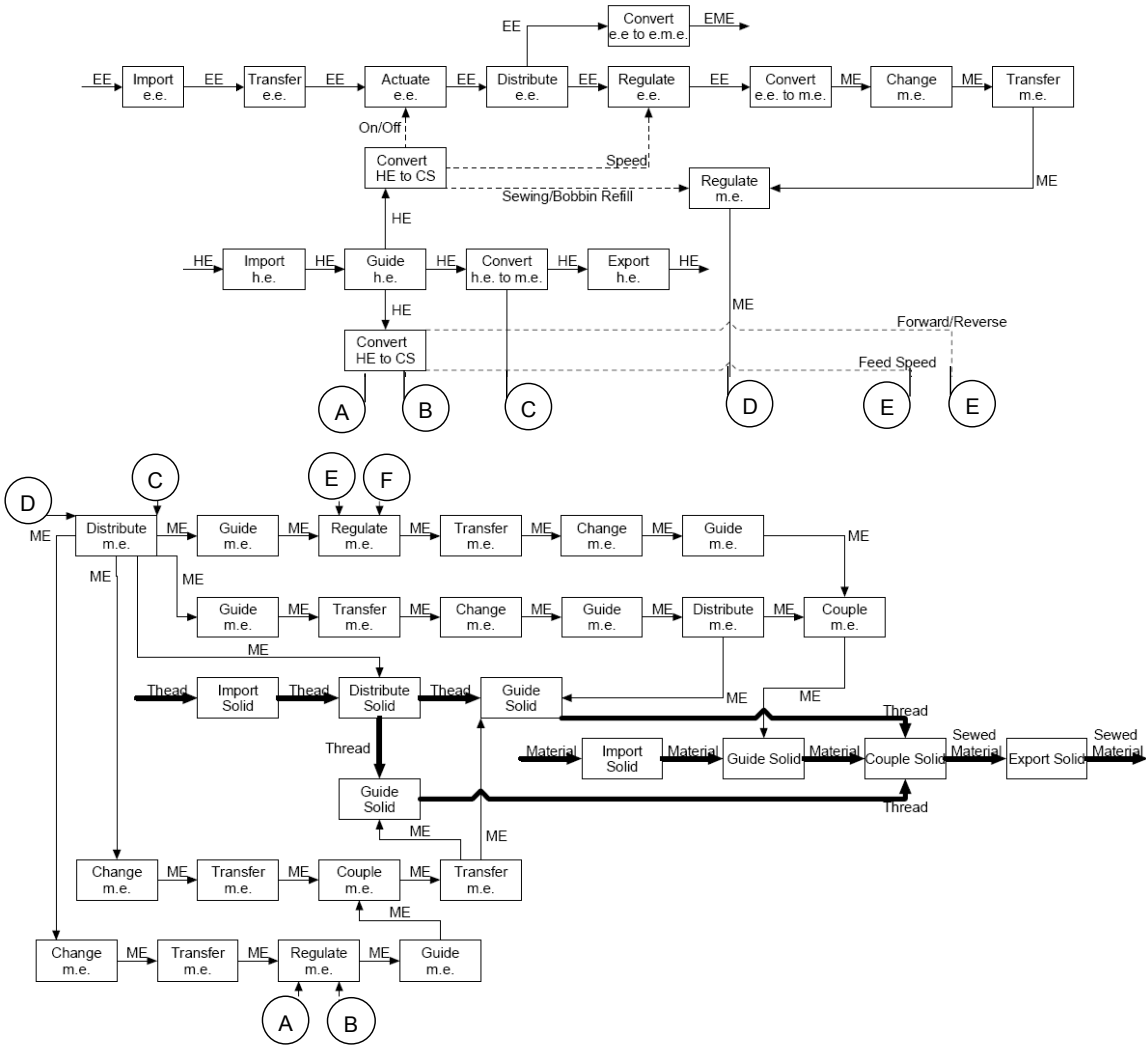 EE
Convert
e.e to e.m.e.
EME
EE
Import
e.e.
EE
Transfer
e.e.
EE
Actuate
e.e.
EE
Distribute
e.e.
EE
Regulate
e.e.
EE
Convert
e.e. to m.e.
ME
Change
m.e.
ME
Transfer
m.e.
On/Off
Convert
HE to CS
Speed
Sewing/Bobbin Refill
Regulate
m.e.
ME
HE
HE
Import
h.e.
HE
Guide
h.e.
HE
Convert
h.e. to m.e.
HE
Export
h.e.
HE
HE
ME
Convert
HE to CS
Forward/Reverse
Feed Speed
A
B
C
D
E
E
D
C
E
F
ME
Distribute
m.e.
ME
Guide
m.e.
ME
Regulate
m.e.
ME
Transfer
m.e.
ME
Change
m.e.
ME
Guide
m.e.
ME
ME
ME
Guide
m.e.
ME
Transfer
m.e.
ME
Change
m.e.
ME
Guide
m.e.
ME
Distribute
m.e.
ME
Couple
m.e.
ME
Thead
Import
Solid
Thead
Distribute
Solid
Thead
Guide
Solid
ME
ME
Thread
Thread
Material
Import
Solid
Material
Guide Solid
Material
Couple Solid
Sewed
Material
Export Solid
Sewed
Material
Guide
Solid
Thread
ME
ME
Change
m.e.
ME
Transfer
m.e.
ME
Couple
m.e.
ME
Transfer
m.e.
ME
Change
m.e.
ME
Transfer
m.e.
ME
Regulate
m.e.
ME
Guide
m.e.
A
B